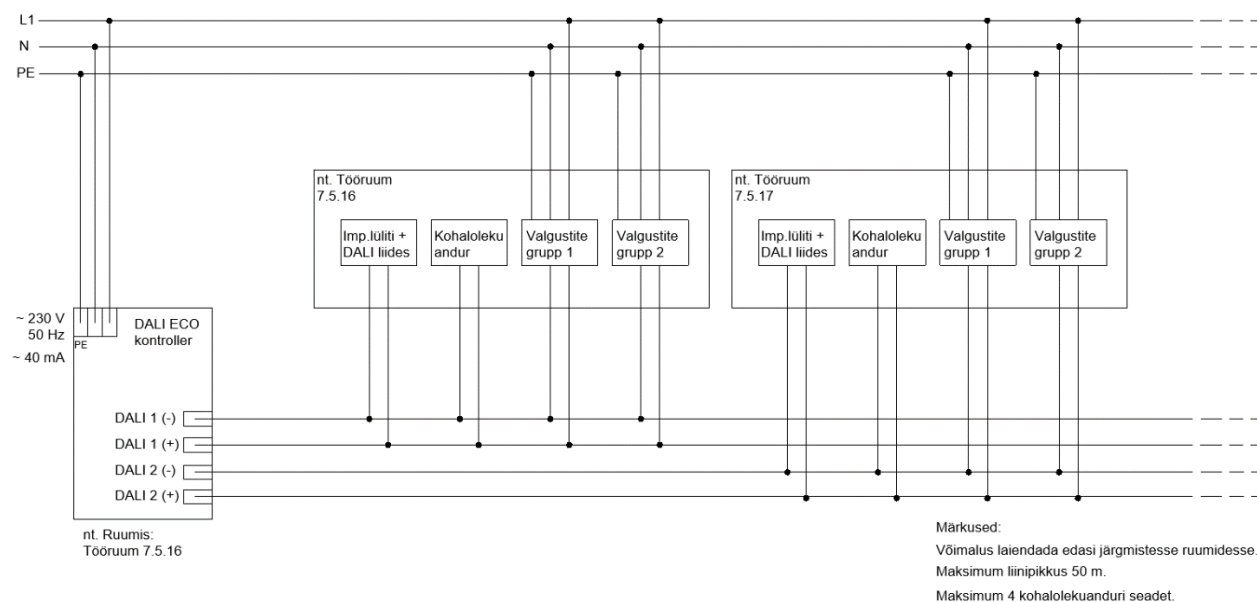 L1
N
PE
nt. Tööruum
7.5.16
Imp.lüliti +
DALI liides
Kohaloleku
andur
Valgustite
grupp 1
Valgustite
grupp 2
nt. Tööruum
7.5.17
Imp.lüliti +
DALI liides
Kohaloleku
andur
Valgustite
grupp 1
Valgustite
grupp 2
~ 230 V
50 Hz
~ 40 mA
PE
DALI ECO
kontroller
DALI 1 (-)
DALI 1 (+)
DALI 2 (-)
DALI 2 (+)
nt. Ruumis:
Tööruum 7.5.16
Märkused:
Võimalus laiendada edasi järgmistesse ruumidesse.
Maksimum liinipikkus 50 m.
Maksimum 4 kohalolekuanduri seadet.